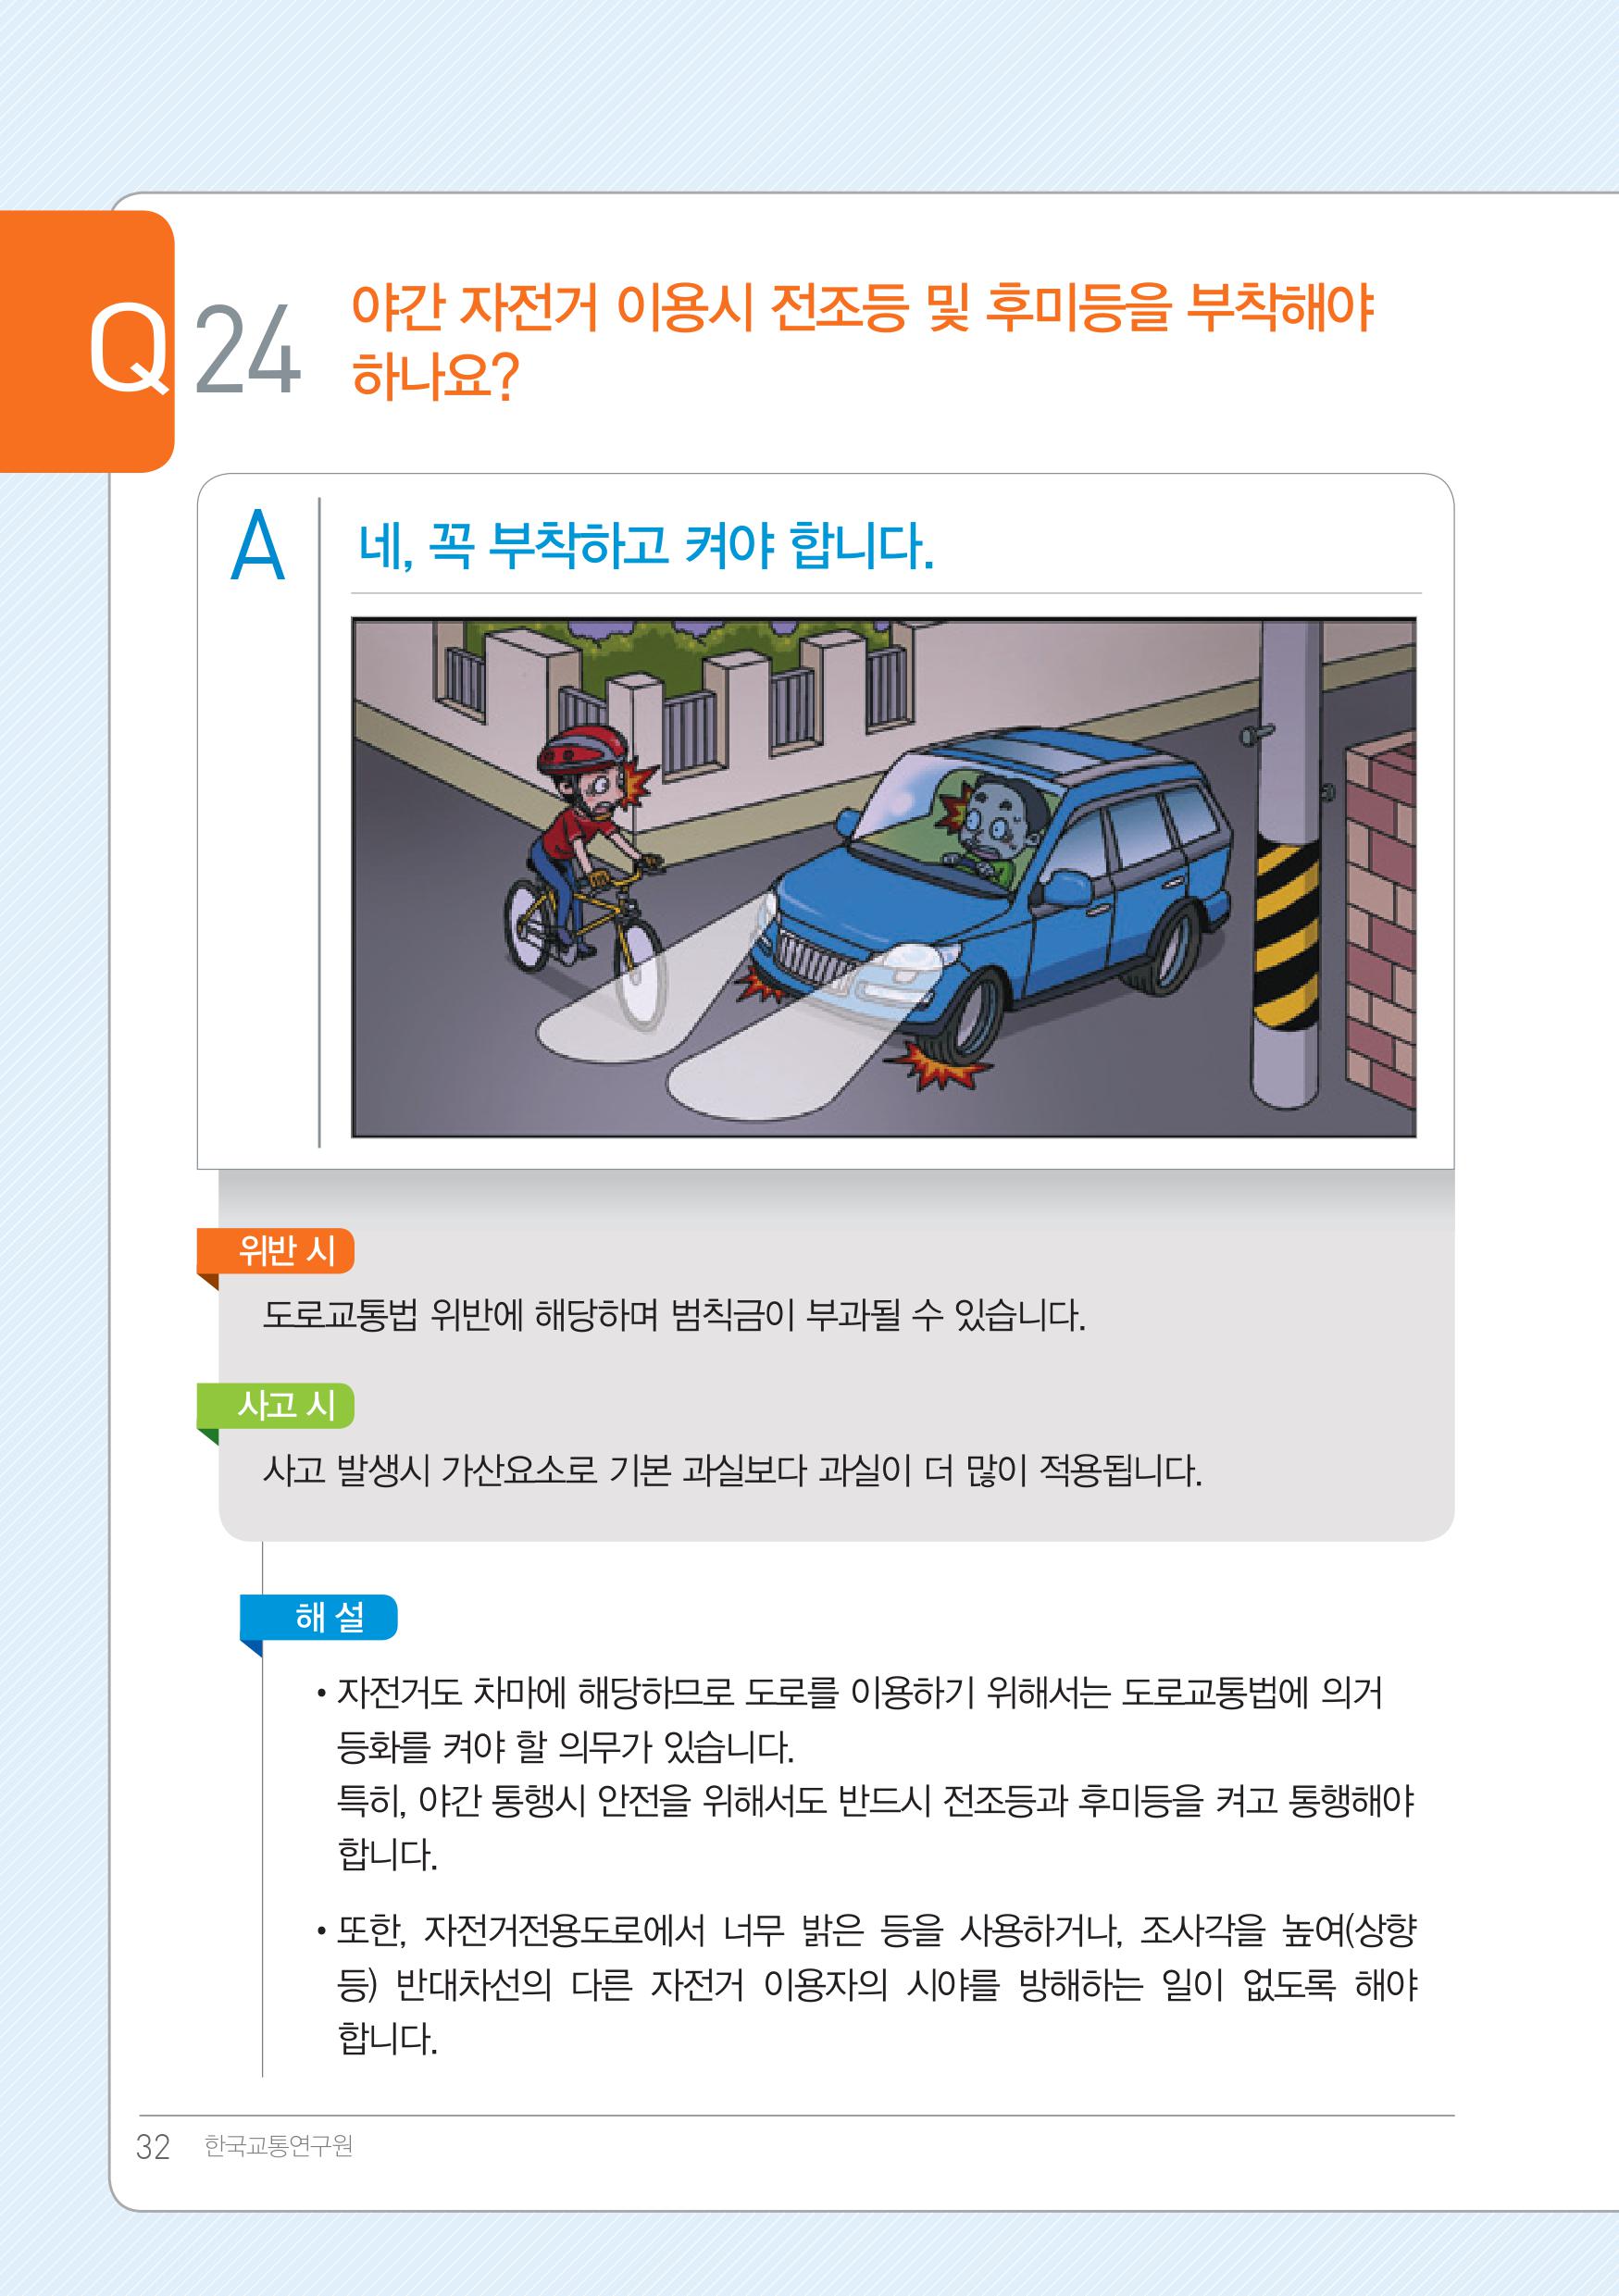 Q 24
야간 자전거 이용시 전조등 및 후미등을 부착해야
하나요?
A
네, 꼭 부착하고 켜야 합니다.
위반 시
도로교통법 위반에 해당하며 범칙금이 부과될 수 있습니다.
사고 시
사고 발생시 가산요소로 기본 과실보다 과실이 더 많이 적용됩니다.
해 설
• 자전거도 차마에 해당하므로 도로를 이용하기 위해서는 도로교통법에 의거
등화를 켜야 할 의무가 있습니다.
특히, 야간 통행시 안전을 위해서도 반드시 전조등과 후미등을 켜고 통행해야
합니다.
• 또한, 자전거전용도로에서 너무 밝은 등을 사용하거나, 조사각을 높여(상향
등) 반대차선의 다른 자전거 이용자의 시야를 방해하는 일이 없도록 해야
합니다.
32 한국교통연구원